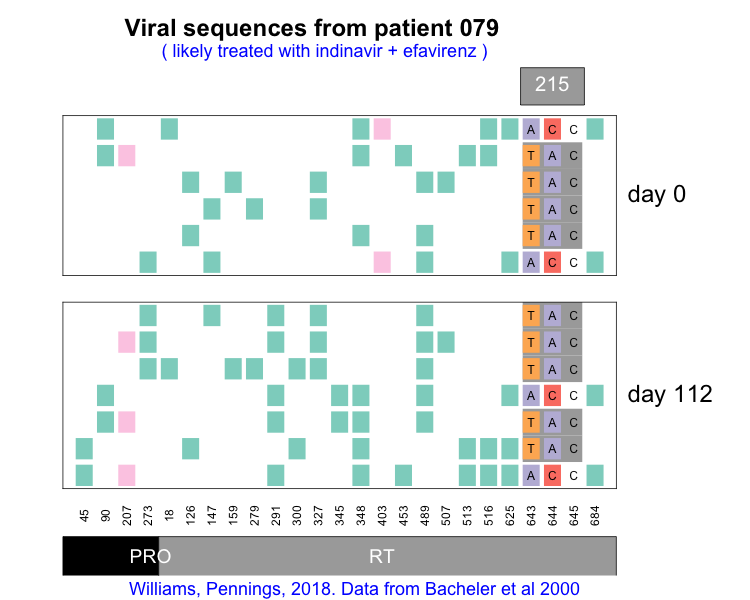 Viral sequences from patient 079
( likely treated with indinavir + efavirenz )
215
A C C
T A C
T A C
T A C
T A C
A C C
day 0
T A C
T A C
T A C
A C C
T A C
T A C
A C C
day 112
45 90 207 273 18 126 147 159 279 291 300 327 345 348 403 453 489 507 513 516 625 643 644 645 684
PRO RT
Williams, Pennings, 2018. Data from Bacheler et al 2000